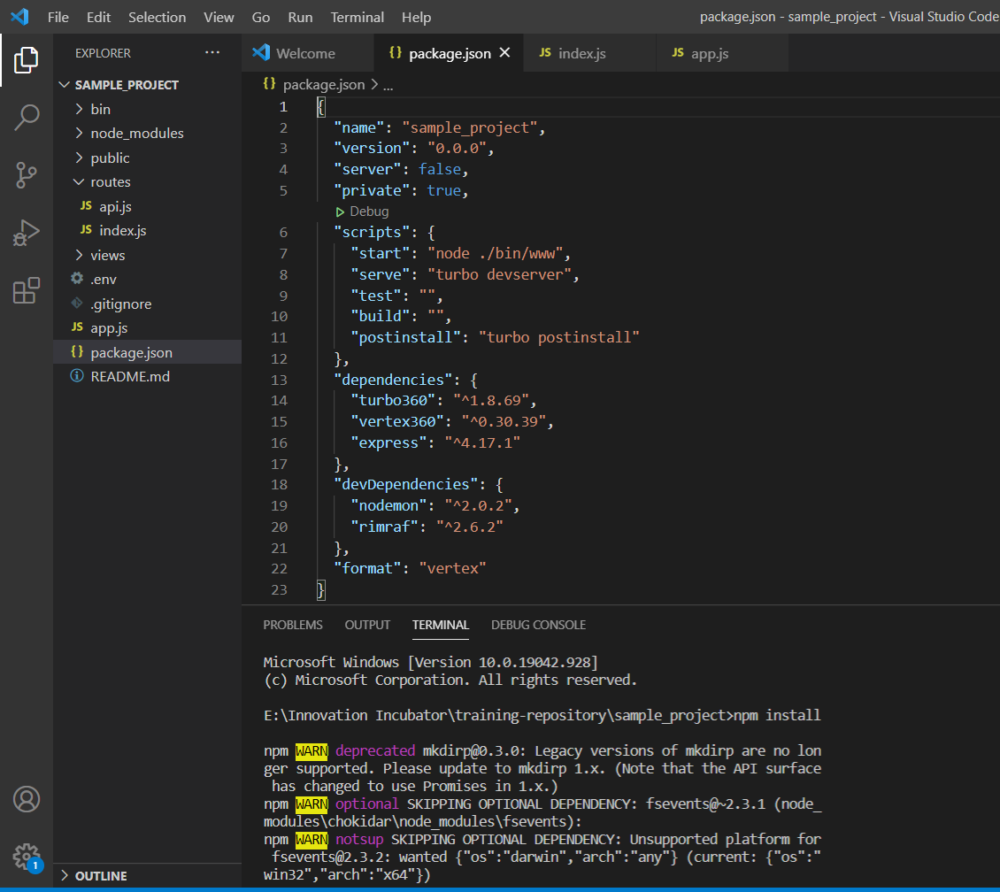 File Edit Selection View Go Run Terminal Help package.json - sample_project - Visual Studio Code
EXPLORER ...
SAMPLE_PROJECT
bin
node_modules
public
routes
JS api.js
JS index.js
views
.env
.gitignore
JS app.js
{} package.json
README.md
OUTLINE
1
Welcome {} package.json JS index.js JS app.js
{} package.json > ...
1 {
2 "name": "sample_project",
3 "version": "0.0.0",
4 "server": false,
5 "private": true,
Debug
6 "scripts": {
7 "start": "node ./bin/www",
8 "serve": "turbo devserver",
9 "test": "",
10 "build": "",
11 "postinstall": "turbo postinstall"
12 },
13 "dependencies": {
14 "turbo360": "^1.8.69",
15 "vertex360": "^0.30.39",
16 "express": "^4.17.1"
17 },
18 "devDependencies": {
19 "nodemon": "^2.0.2",
20 "rimraf": "^2.6.2"
21 },
22 "format": "vertex"
23 }
PROBLEMS OUTPUT TERMINAL DEBUG CONSOLE
Microsoft Windows [Version 10.0.19042.928]
(c) Microsoft Corporation. All rights reserved.
E:\Innovation Incubator\training-repository\sample_project>npm install
npm WARN deprecated mkdirp@0.3.0: Legacy versions of mkdirp are no lon
ger supported. Please update to mkdirp 1.x. (Note that the API surface
has changed to use Promises in 1.x.)
npm WARN optional SKIPPING OPTIONAL DEPENDENCY: fsevents@~2.3.1 (node_
modules\chokidar\node_modules\fsevents):
npm WARN notsup SKIPPING OPTIONAL DEPENDENCY: Unsupported platform for
fsevents@2.3.2: wanted {"os":"darwin","arch":"any"} (current: {"os":"
win32","arch":"x64"})